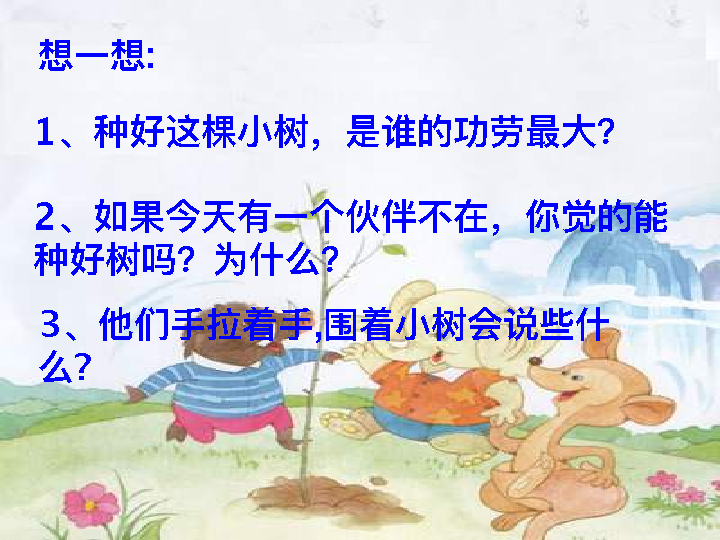 想一想:
1、种好这棵小树，是谁的功劳最大？
2、如果今天有一个伙伴不在，你觉的能
种好树吗？为什么？
3、他们手拉着手,围着小树会说些什
么？